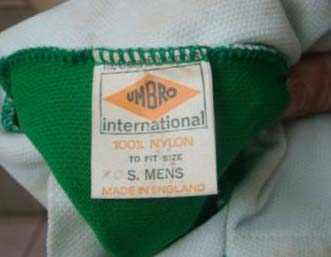 UMBRO
international
100% NYLON
TO FIT SIZE
S. MENS
MADE IN ENGLAND